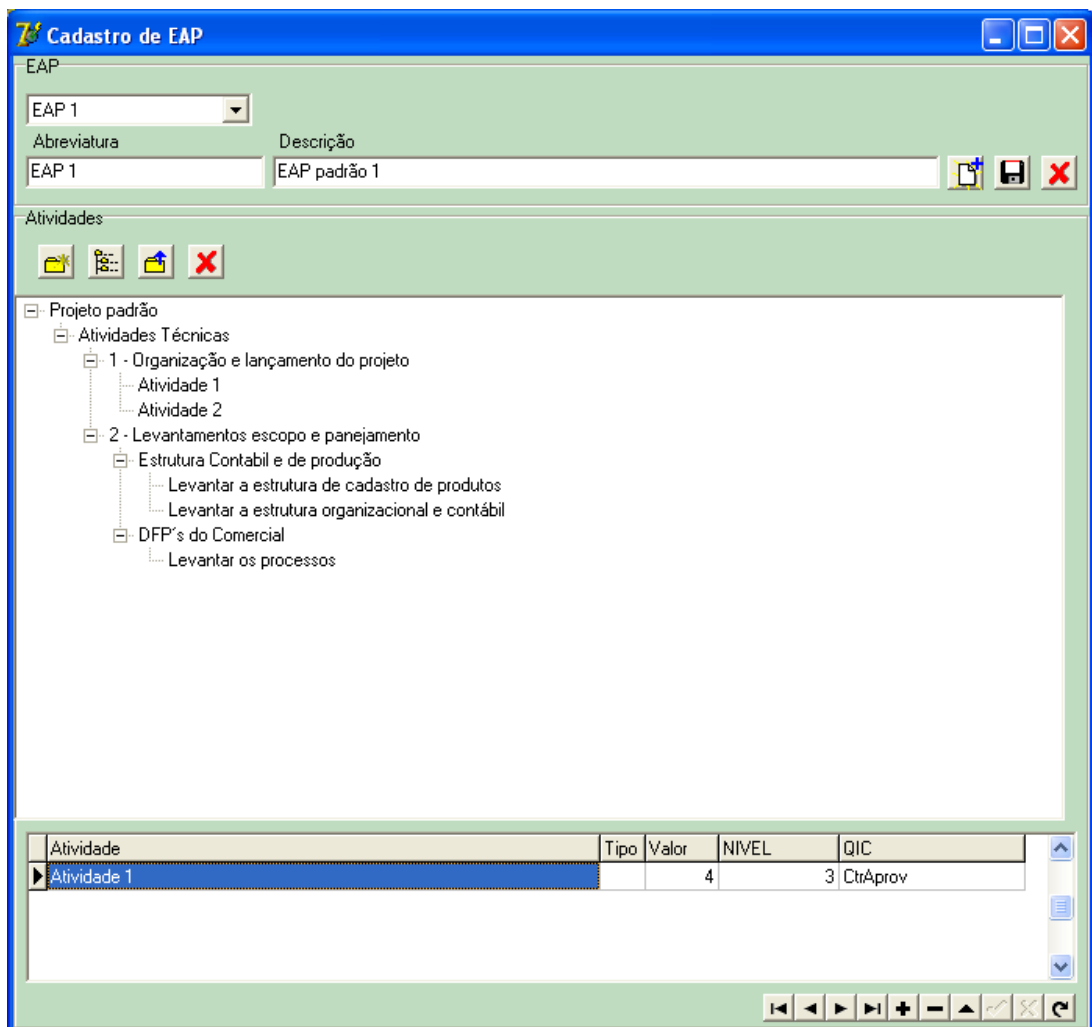 Cadastro de EAP
EAP
EAP 1
Abreviatura Descrição
EAP 1 EAP padrão 1
Atividades
Projeto padrão
Atividades Técnicas
1 - Organização e lançamento do projeto
Atividade 1
Atividade 2
2 - Levantamentos escopo e panejamento
Estrutura Contabil e de produção
Levantar a estrutura de cadastro de produtos
Levantar a estrutura organizacional e contábil
DFP´s do Comercial
Levantar os processos
Atividade Tipo Valor NIVEL QIC
Atividade 1 4 3 CtrAprov